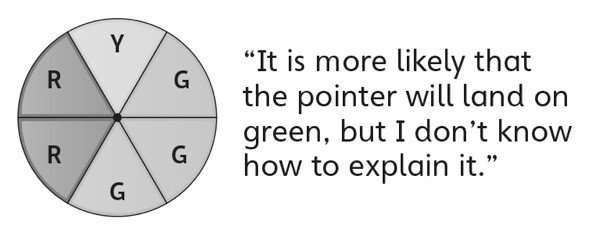 Y
R
G
R
G
G
“It is more likely that
the pointer will land on
green, but I don’t know
how to explain it.”